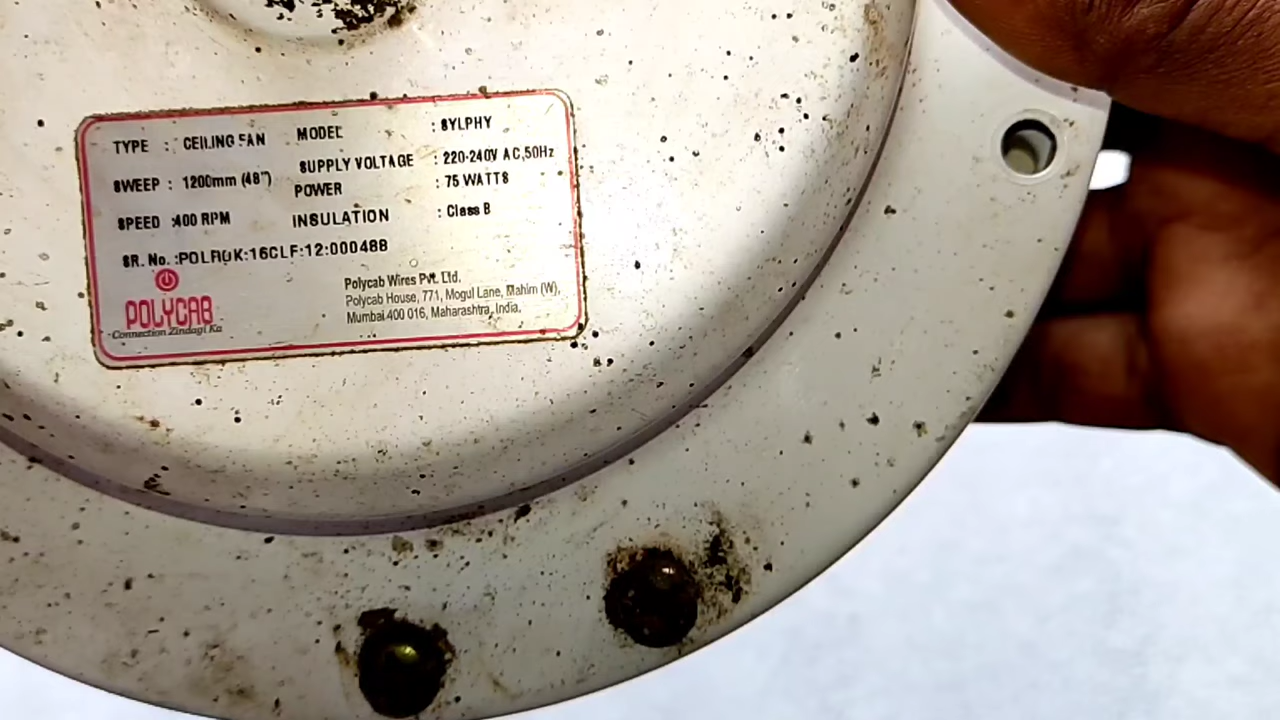 TYPE : CEILING FAN MODEL : SYLPHY
SWEEP : 1200mm (48") SUPPLY VOLTAGE : 220-240V AC,50Hz
POWER : 75 WATTS
SPEED :400 RPM INSULATION : Class B
SR. No. :
POLYCAB
Connection Zindagi Ka
Polycab Wires Pvt. Ltd.
Polycab House, 771, Mogul Lane, Mahim (W),
Mumbai.400 016, Maharashtra, India.